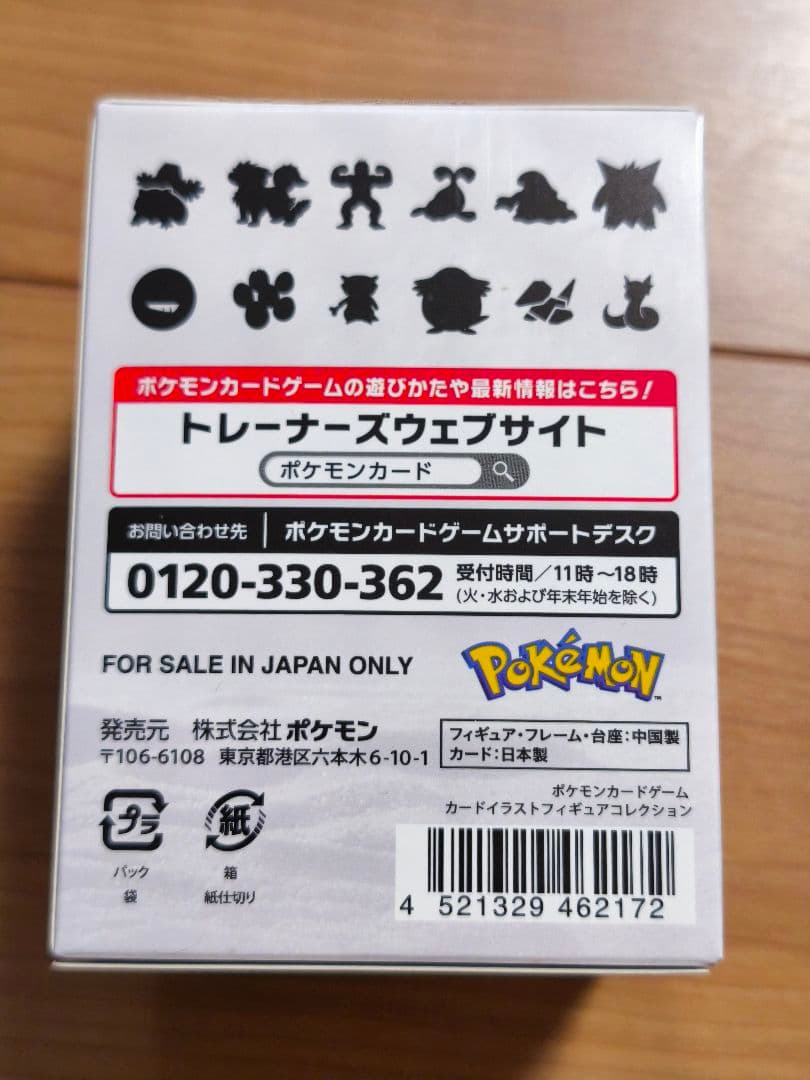 ポケモンカードゲームの遊びかたや最新情報はこちら!
トレーナーズウェブサイト
ポケモンカード
お問い合わせ先 ポケモンカードゲームサポートデスク
0120-330-362 受付時間/11時~18時
(火・水および年末年始を除く)
FOR SALE IN JAPAN ONLY
POKéMON
TM
発売元 株式会社 ポケモン
〒106-6108 東京都港区六本木6-10-1
フィギュア・フレーム・台座:中国製
カード:日本製
ポケモンカードゲーム
カードイラストフィギュアコレクション
プラ
パック
袋
紙
箱
紙仕切り
4 521329 462172